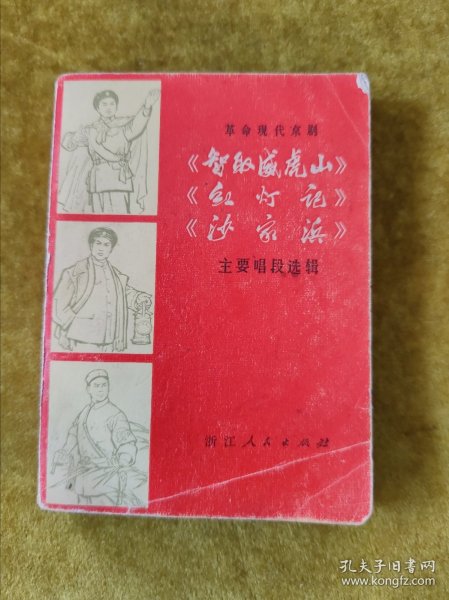 革命现代京剧
《智取威虎山》
《红灯记》
《沙家浜》
主要唱段选辑
浙江人民出版社
孔夫子旧书网
www.kongfz.com